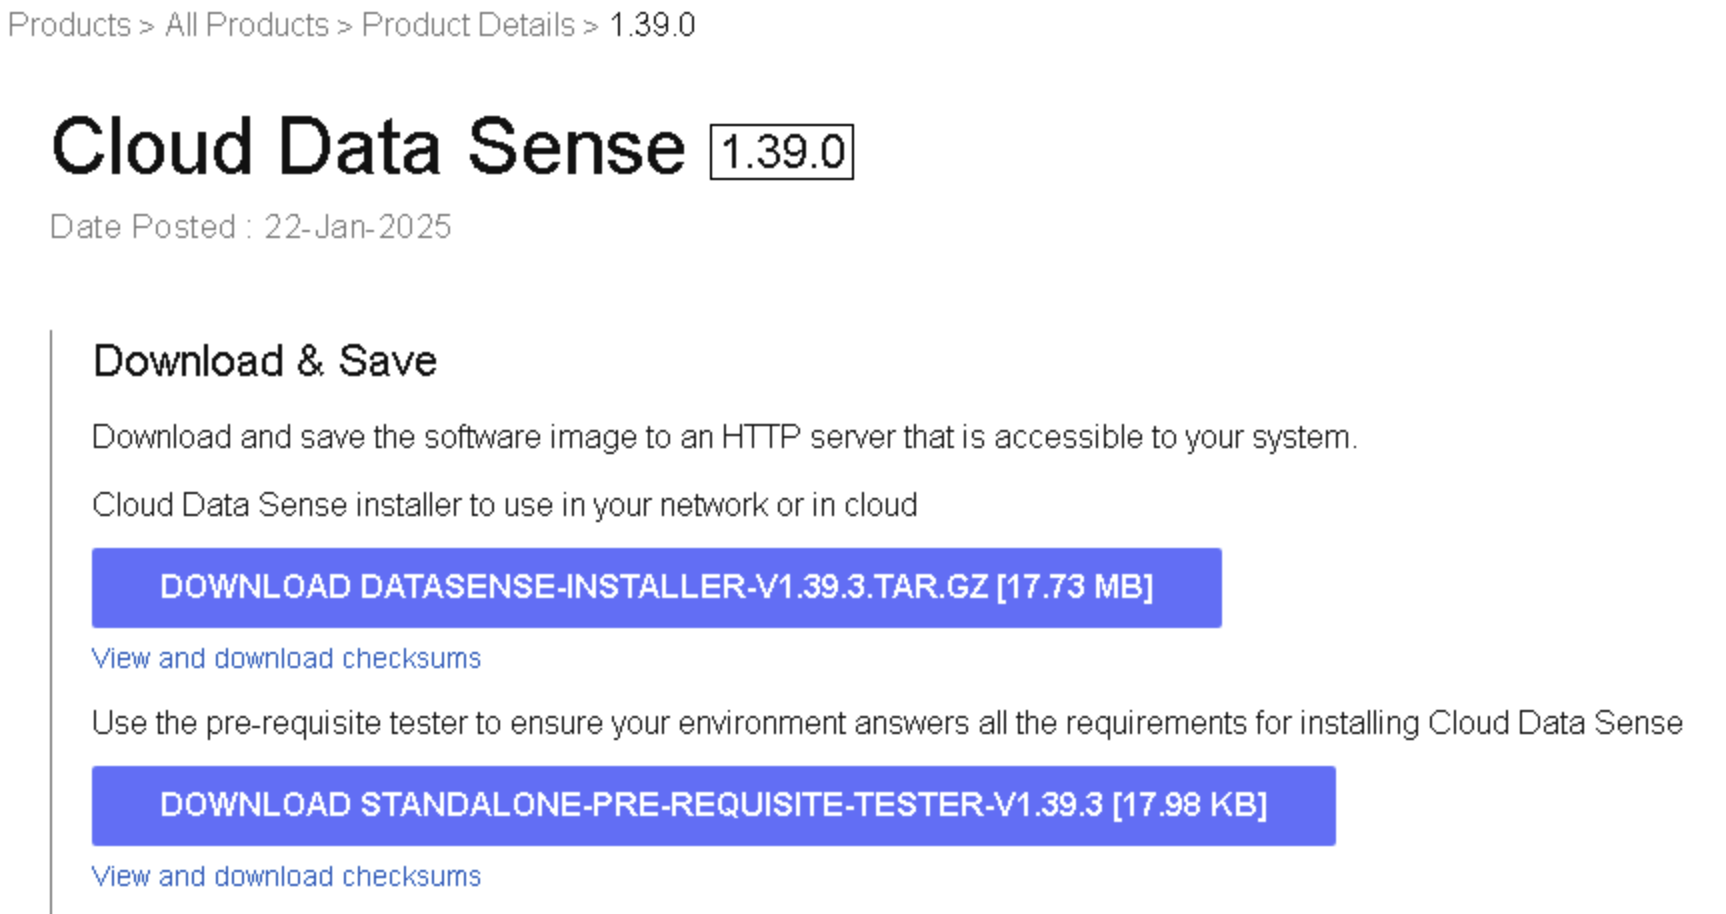 Products > All Products > Product Details > 1.39.0
Cloud Data Sense 1.39.0
Date Posted : 22-Jan-2025
Download & Save
Download and save the software image to an HTTP server that is accessible to your system.
Cloud Data Sense installer to use in your network or in cloud
DOWNLOAD DATASENSE-INSTALLER-V1.39.3.TAR.GZ [17.73 MB]
View and download checksums
Use the pre-requisite tester to ensure your environment answers all the requirements for installing Cloud Data Sense
DOWNLOAD STANDALONE-PRE-REQUISITE-TESTER-V1.39.3 [17.98 KB]
View and download checksums